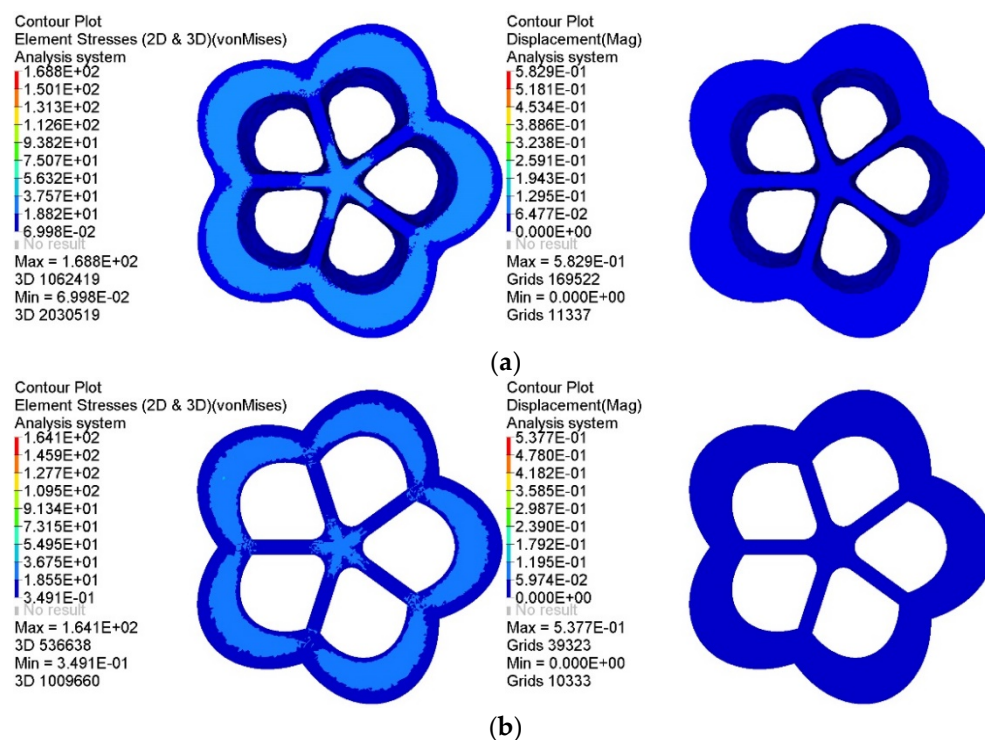 Contour Plot
Element Stresses (2D & 3D)(vonMises)
Analysis system
1.688E+02
1.501E+02
1.313E+02
1.126E+02
9.382E+01
7.507E+01
5.632E+01
3.757E+01
1.882E+01
6.998E-02
No result
Max = 1.688E+02
3D 1062419
Min = 6.998E-02
3D 2030519
Contour Plot
Displacement(Mag)
Analysis system
5.829E-01
5.181E-01
4.534E-01
3.886E-01
3.238E-01
2.591E-01
1.943E-01
1.295E-01
6.477E-02
0.000E+00
No result
Max = 5.829E-01
Grids 169522
Min = 0.000E+00
Grids 11337
(a)
Contour Plot
Element Stresses (2D & 3D)(vonMises)
Analysis system
1.641E+02
1.459E+02
1.277E+02
1.095E+02
9.134E+01
7.315E+01
5.495E+01
3.675E+01
1.855E+01
3.491E-01
No result
Max = 1.641E+02
3D 536638
Min = 3.491E-01
3D 1009660
Contour Plot
Displacement(Mag)
Analysis system
5.377E-01
4.780E-01
4.182E-01
3.585E-01
2.987E-01
2.390E-01
1.792E-01
1.195E-01
5.974E-02
0.000E+00
No result
Max = 5.377E-01
Grids 39323
Min = 0.000E+00
Grids 10333
(b)